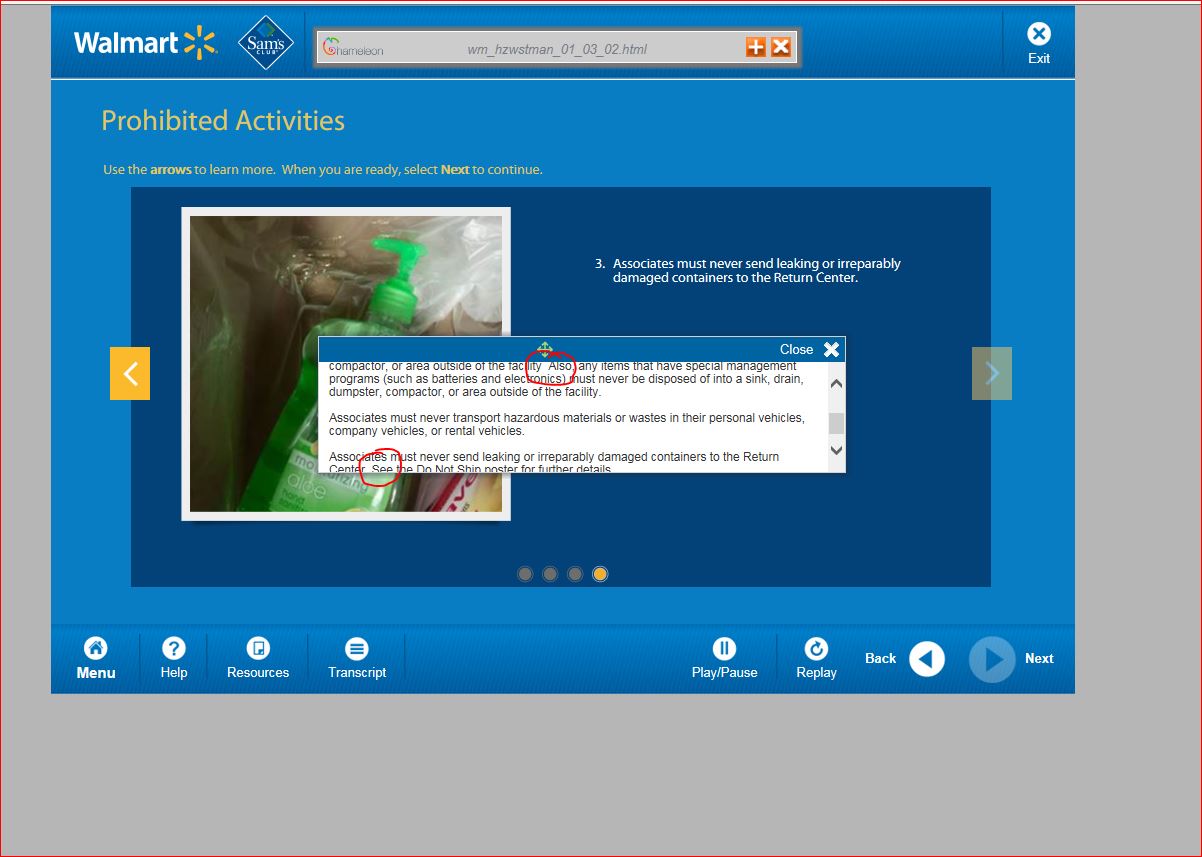 Walmart
Sam's
CLUB
Chameleon
wm_hzwstman_01_03_02.html
Exit
Prohibited Activities
Use the arrows to learn more. When you are ready, select Next to continue.
3. Associates must never send leaking or irreparably
damaged containers to the Return Center.
Close
compactor, or area outside of the facility Also, any items that have special management
programs (such as batteries and electronics) must never be disposed of into a sink, drain,
dumpster, compactor, or area outside of the facility.
Associates must never transport hazardous materials or wastes in their personal vehicles,
company vehicles, or rental vehicles.
Associates must never send leaking or irreparably damaged containers to the Return
Center. See the Do Not Ship poster for further details.
moisturizing
aloe
hand
Menu
Help
Resources
Transcript
Play/Pause
Replay
Back
Next